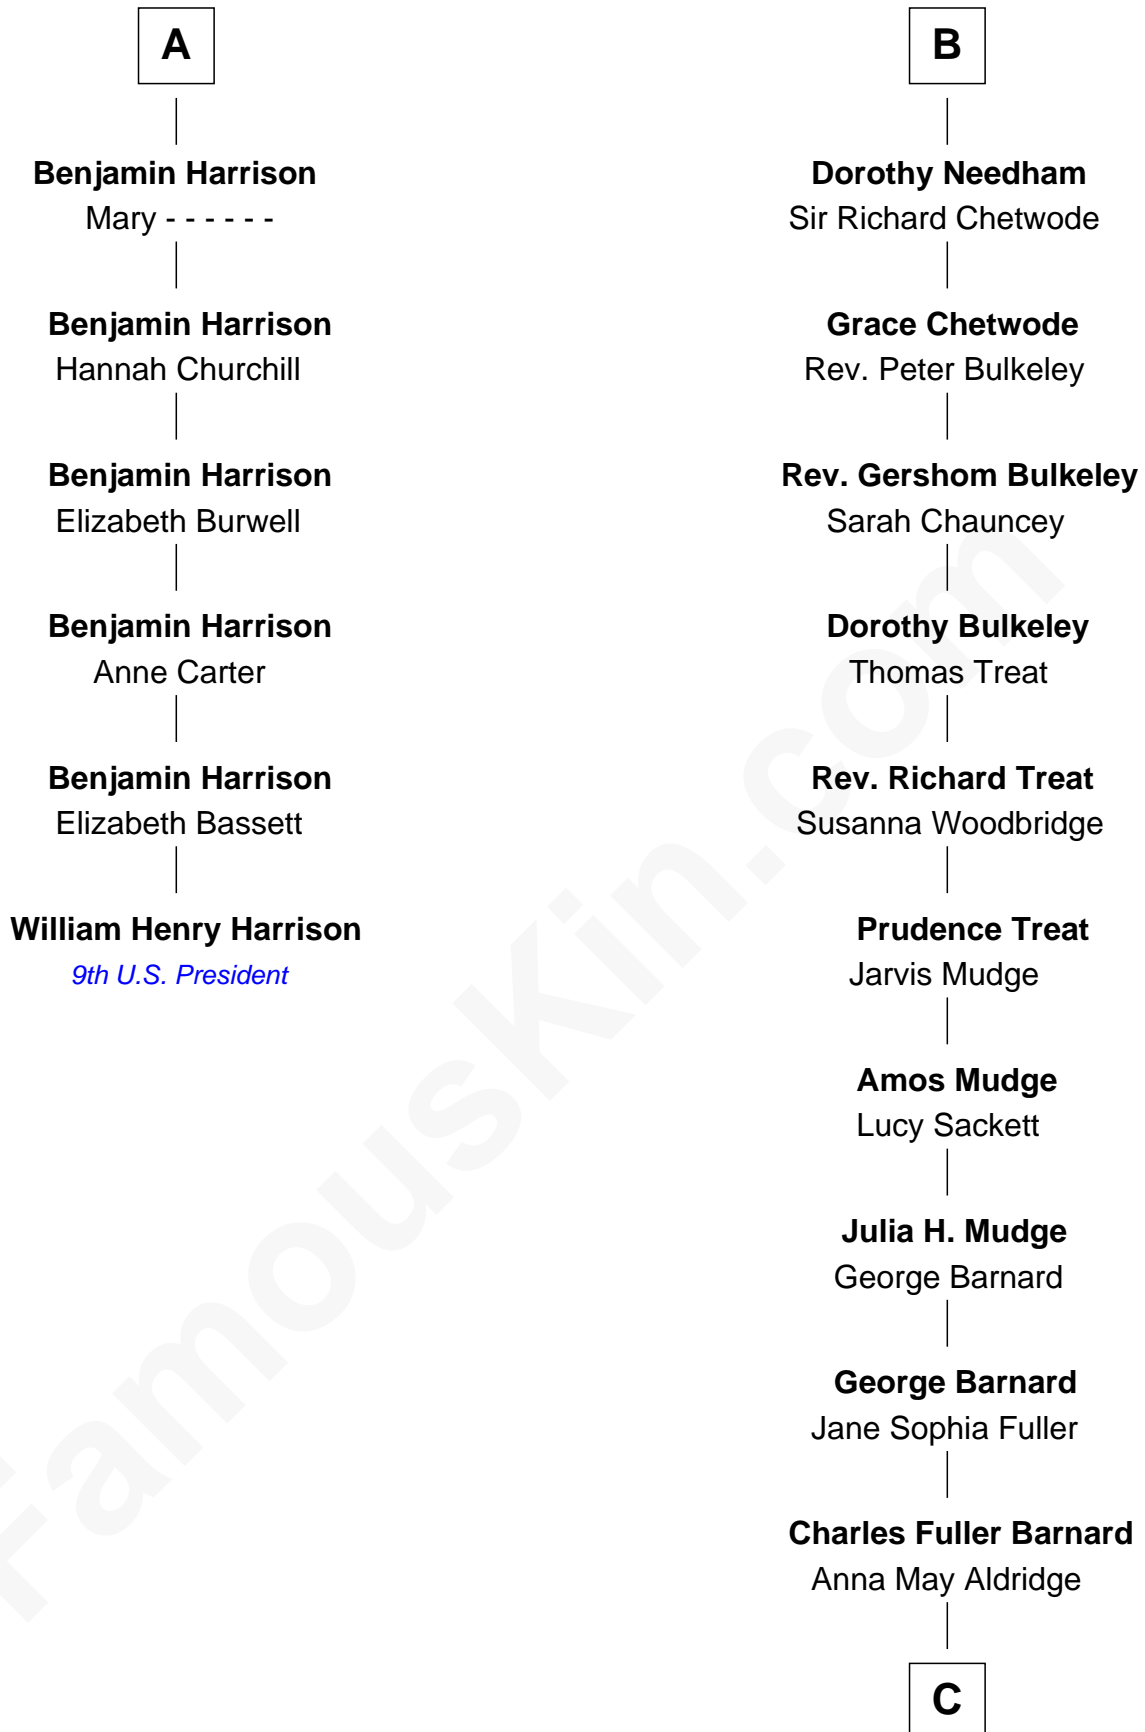 A
Benjamin Harrison
Mary - - - - - -
Benjamin Harrison
Hannah Churchill
Benjamin Harrison
Elizabeth Burwell
Benjamin Harrison
Anne Carter
Benjamin Harrison
Elizabeth Bassett
William Henry Harrison
9th U.S. President
B
Dorothy Needham
Sir Richard Chetwode
Grace Chetwode
Rev. Peter Bulkeley
Rev. Gershom Bulkeley
Sarah Chauncey
Dorothy Bulkeley
Thomas Treat
Rev. Richard Treat
Susanna Woodbridge
Prudence Treat
Jarvis Mudge
Amos Mudge
Lucy Sackett
Julia H. Mudge
George Barnard
George Barnard
Jane Sophia Fuller
Charles Fuller Barnard
Anna May Aldridge
C
FamousKin.com